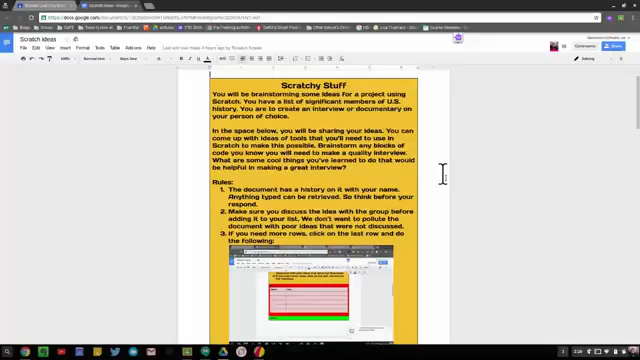 Scratch ideas
File Edit View Insert Format Tools Table Add-ons Help
Comments
Share
100%
Normal text
Editing
Scratchy Stuff
You will be brainstorming some ideas for a project using
Scratch. You have a list of significant members of U.S.
history. You are to create an interview or documentary on
your person of choice.
In the space below, you will be sharing your ideas. You can
come up with ideas of tools that you'll need to use in
Scratch to make this possible. Brainstorm any blocks of
code you know you will need to make a quality interview.
What are some cool things you've learned to do that would
be helpful in making a great interview?
Rules:
1. The document has a history on it with your name.
Anything typed can be retrieved. So think before your
respond.
2. Make sure you discuss the idea with the group before
adding it to your list. We don't want to pollute the
document with poor ideas that were not discussed.
3. If you need more rows, click on the last row and do
the following: